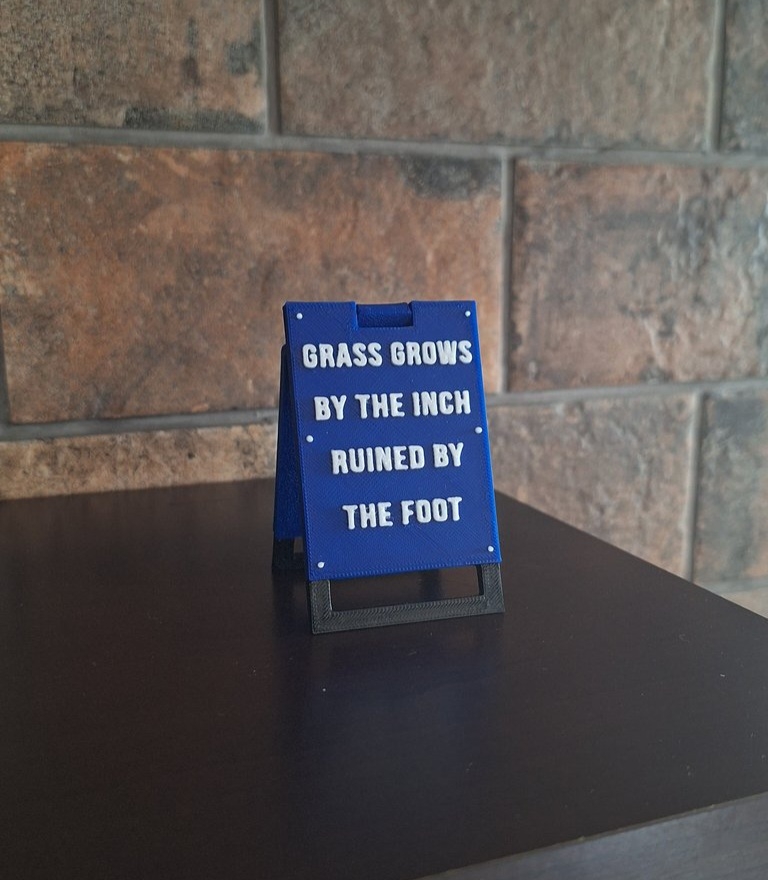 GRASS GROWS
BY THE INCH
RUINED BY
THE FOOT